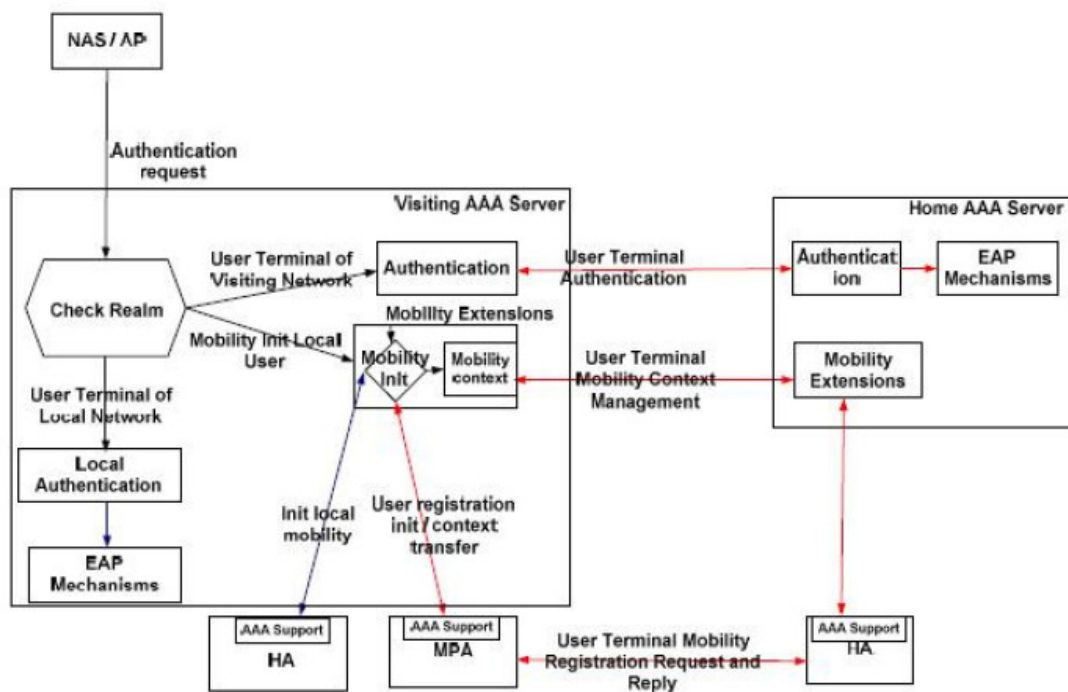 NAS / AP
Authentication
request
Visiting AAA Server
Home AAA Server
User Terminal of
Visiting Network
Authentication
User Terminal
Authentication
Authenticat
ion
EAP
Mechanisms
Check Realm
Mobility Extensions
Mobility Init Local
User
Mobility
Init
Mobility
context
User Terminal
Mobility Context
Management
Mobility
Extensions
User Terminal of
Local Network
Local
Authentication
Init local
mobility
User registration
init / context
transfer
EAP
Mechanisms
AAA Support
HA
AAA Support
MPA
User Terminal Mobility
Registration Request and
Reply
AAA Support
HA